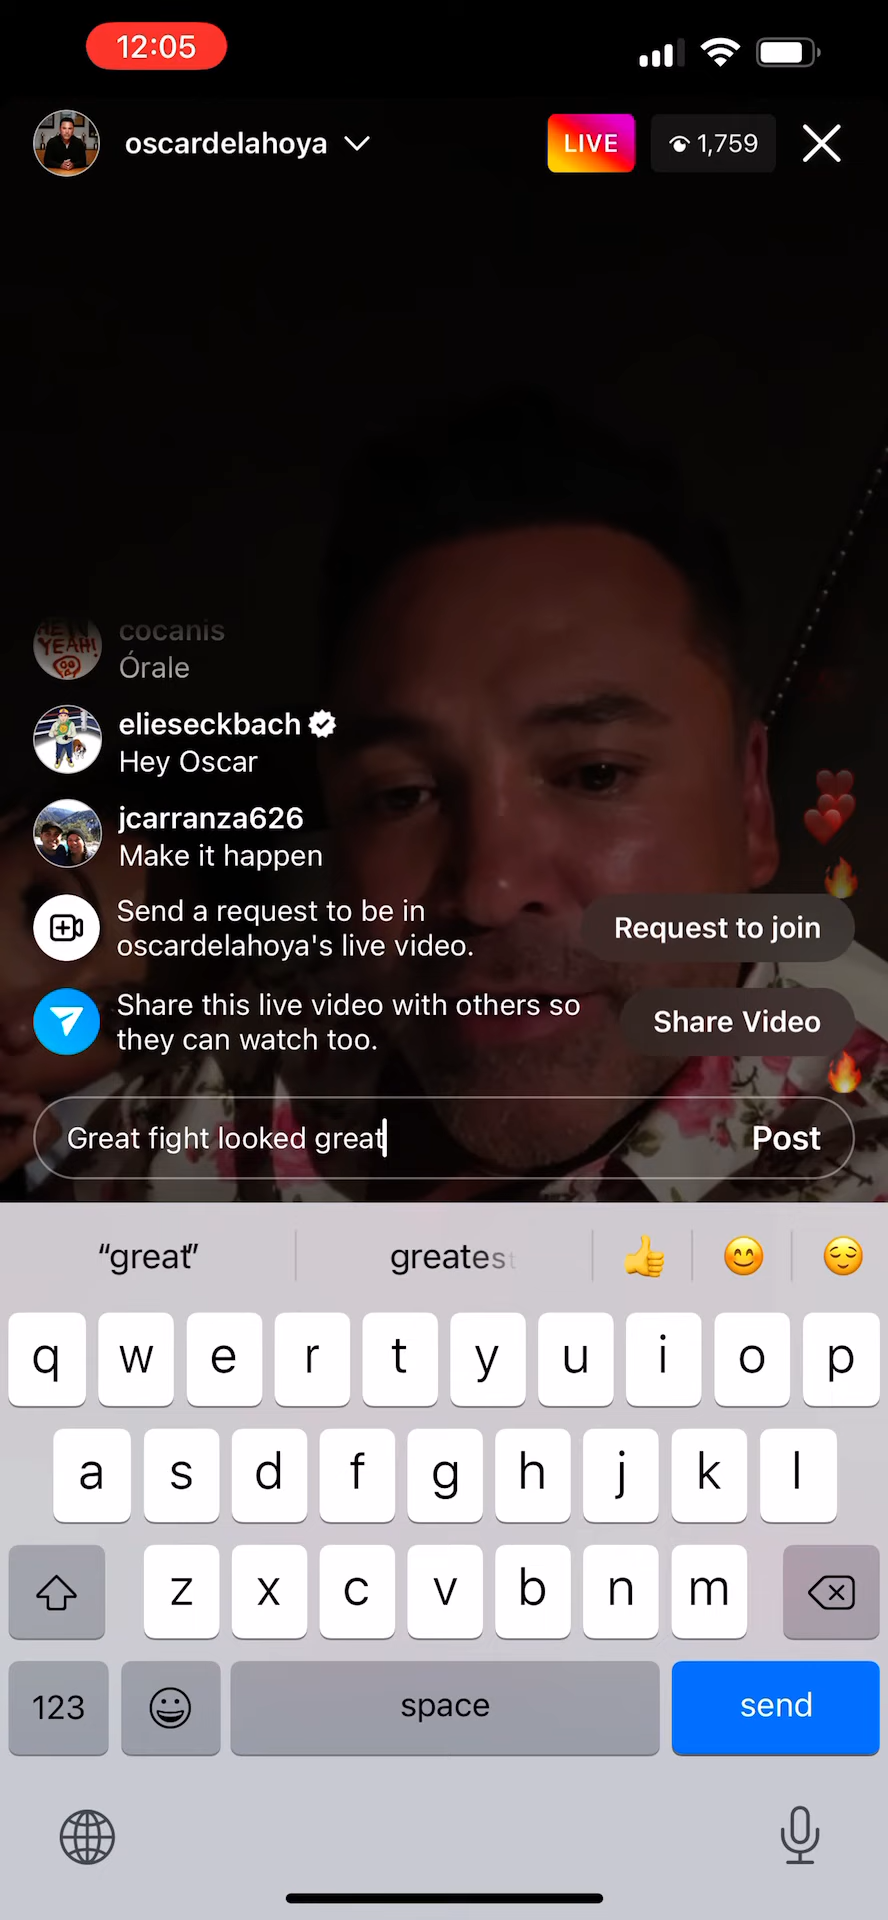 12:05
oscardelahoya
LIVE
1,759
HE
YEAH!
cocanis
Órale
elieseckbach
Hey Oscar
jcarranza626
Make it happen
Send a request to be in
oscardelahoya's live video.
Request to join
Share this live video with others so
they can watch too.
Share Video
Great fight looked great
Post
“great”
greatest
q w e r t y u i o p
a s d f g h j k l
z x c v b n m
123
space
send